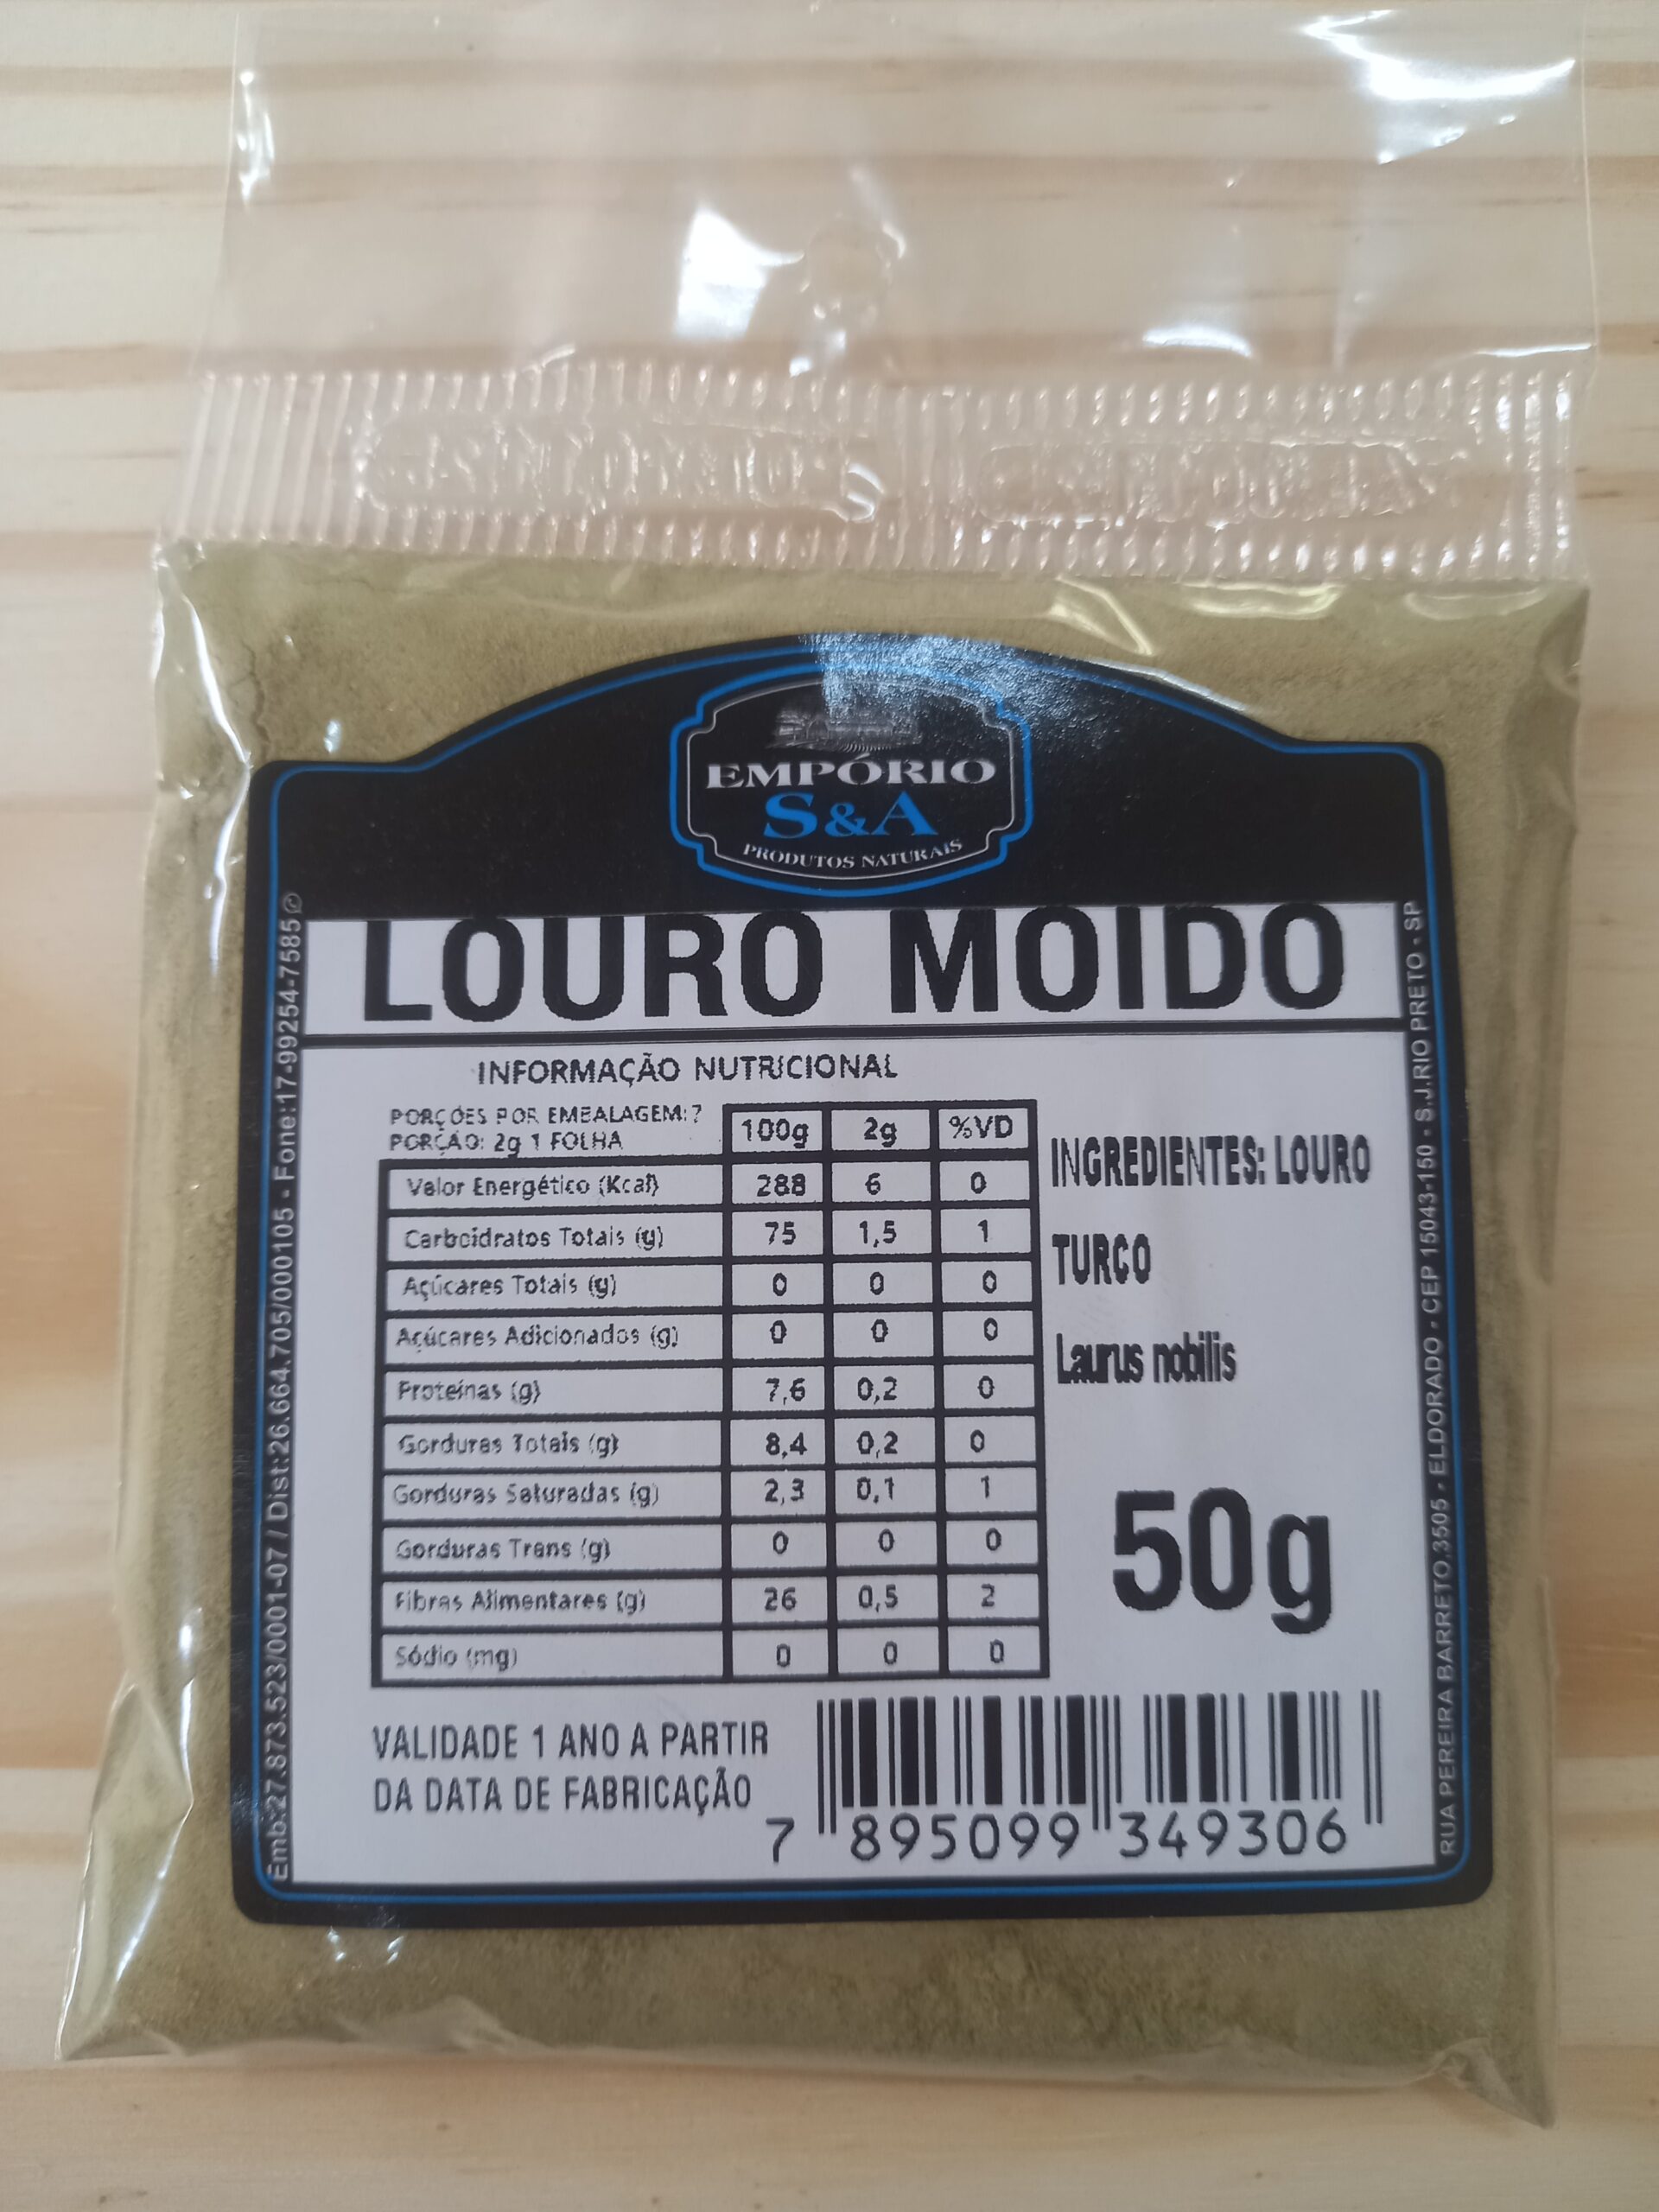 EMPÓRIO
S&A
PRODUTOS NATURAIS
LOURO MOIDO
INFORMAÇÃO NUTRICIONAL
PORÇÕES POR EMBALAGEM: 7
PORÇÃO: 2g 1 FOLHA
100g 2g %VD
Valor Energético (Kcal) 288 6 0
Carboidratos Totais (g) 75 1,5 1
Açúcares Totais (g) 0 0 0
Açúcares Adicionados (g) 0 0 0
Proteínas (g) 7,6 0,2 0
Gorduras Totais (g) 8,4 0,2 0
Gorduras Saturadas (g) 2,3 0,1 1
Gorduras Trans (g) 0 0 0
Fibras Alimentares (g) 26 0,5 2
Sódio (mg) 0 0 0
INGREDIENTES: LOURO
TURCO
Laurus nobilis
50g
VALIDADE 1 ANO A PARTIR
DA DATA DE FABRICAÇÃO
7 895099 349306
Emb:27.873.523/0001-07 / Dist:26.664.705/000105 - Fone:17-99254-7585
RUA PEREIRA BARRETO,3505 - ELDORADO - CEP 15043-150 - S.J.RIO PRETO - SP